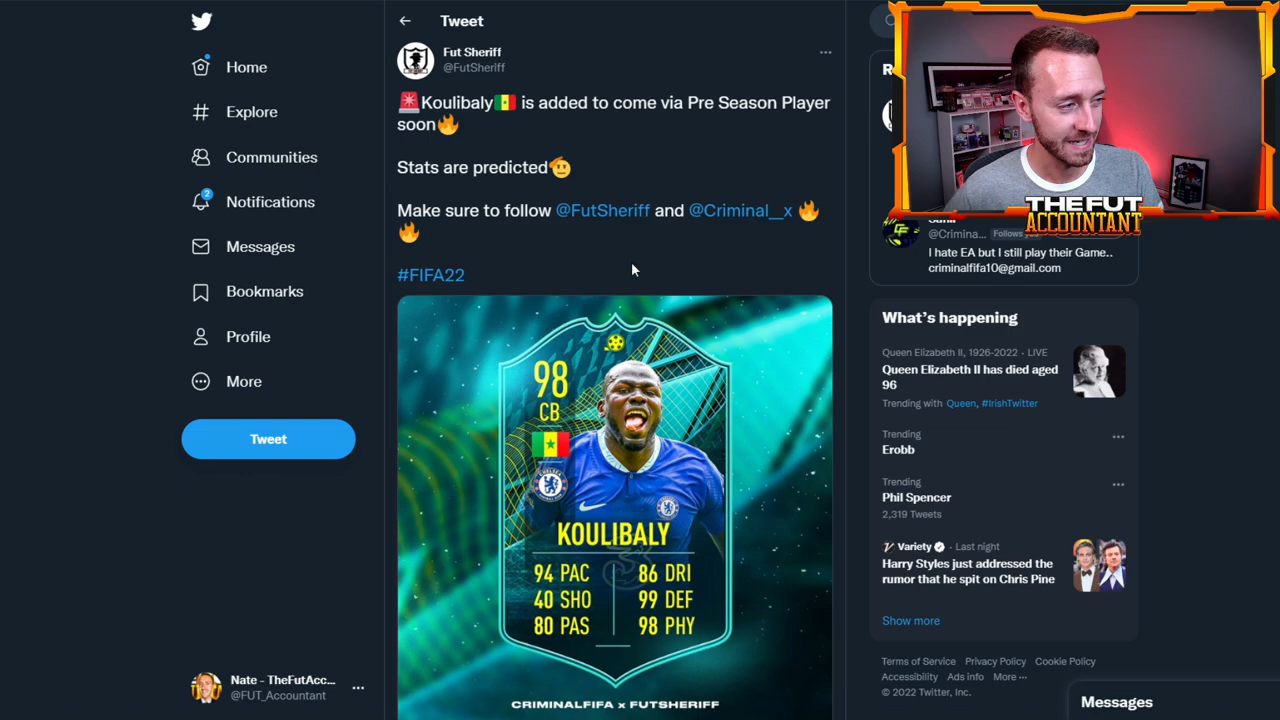 Home
Explore
Communities
2
Notifications
Messages
Bookmarks
Profile
More
Tweet
Nate - TheFutAcc...
@FUT_Accountant
Tweet
Fut Sheriff
@FutSheriff
🚨Koulibaly🇸🇳 is added to come via Pre Season Player
soon🔥
Stats are predicted🫡
Make sure to follow @FutSheriff and @Criminal__x 🔥
🔥
#FIFA22
98
CB
KOULIBALY
94 PAC
40 SHO
80 PAS
86 DRI
99 DEF
98 PHY
CRIMINALFIFA x FUTSHERIFF
THE FUT
ACCOUNTANT
@Crimina...
I hate EA but I still play their Game..
criminalfifa10@gmail.com
What's happening
Queen Elizabeth II, 1926-2022 · LIVE
Queen Elizabeth II has died aged
96
Trending with Queen, #IrishTwitter
Trending
Erobb
Trending
Phil Spencer
2,319 Tweets
Variety · Last night
Harry Styles just addressed the
rumor that he spit on Chris Pine
Show more
Terms of Service Privacy Policy Cookie Policy
Accessibility Ads info More ···
© 2022 Twitter, Inc.
Messages